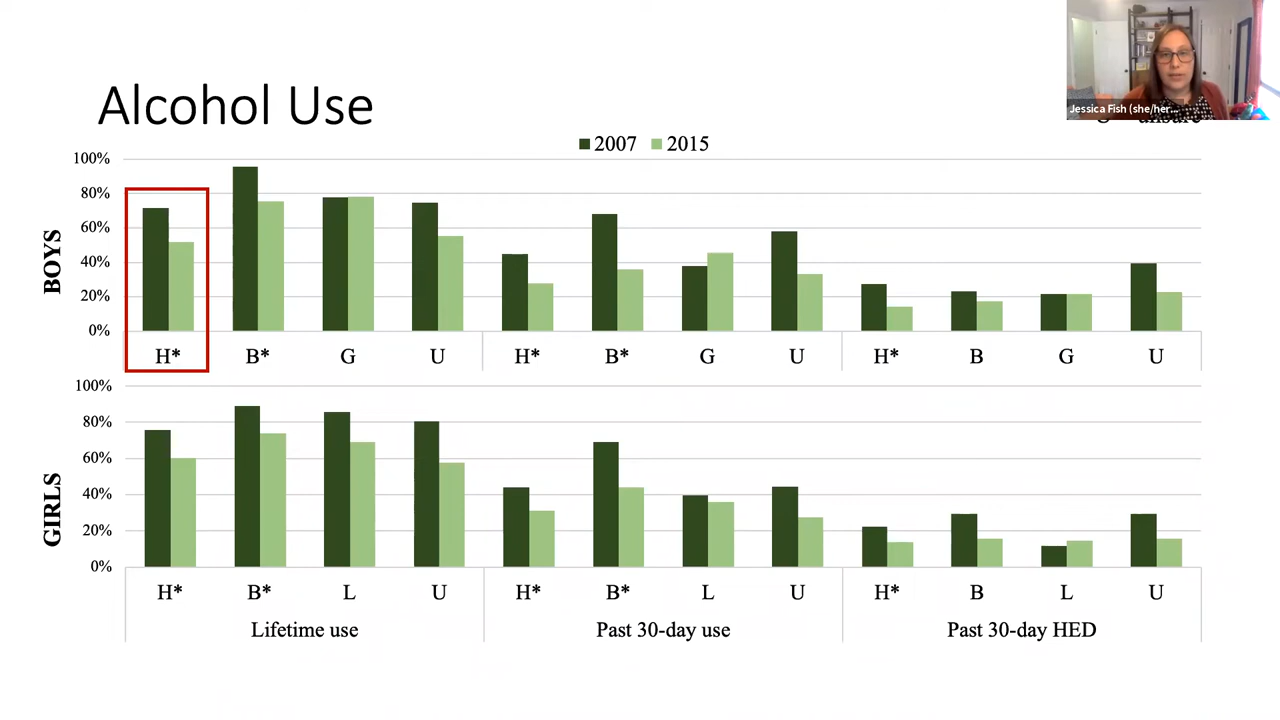 Jessica Fish (she/her...
Alcohol Use
2007 2015
BOYS
100%
80%
60%
40%
20%
0%
H* B* G U H* B* G U H* B G U
GIRLS
100%
80%
60%
40%
20%
0%
H* B* L U H* B* L U H* B L U
Lifetime use Past 30-day use Past 30-day HED